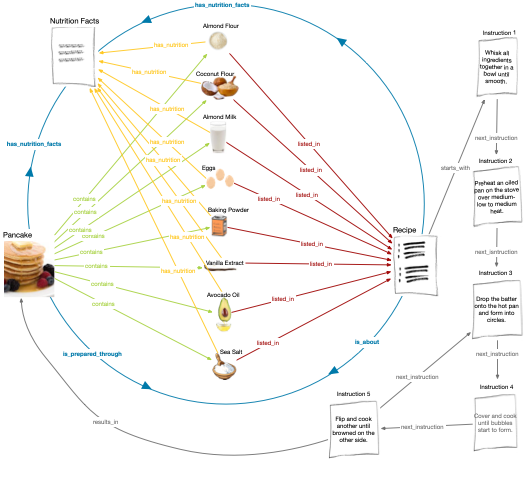 has_nutrition_facts
Nutrition Facts
Almond Flour
Instruction 1
has_nutrition
Whisk all
ingredients
together in a
bowl until
smooth.
Coconut Flour
has_nutrition
has_nutrition
Almond Milk
has_nutrition
listed_in
next_instruction
has_nutrition_facts
has_nutrition
Eggs
listed_in
starts_with
Instruction 2
Preheat an oiled
pan on the stove
over medium-
low to medium
heat.
contains
contains
contains
contains
listed_in
listed_in
Baking Powder
Pancake
has_nutrition
listed_in
Recipe
contains
next_instruction
contains
Vanilla Extract
listed_in
has_nutrition
Instruction 3
contains
Avocado Oil
listed_in
Drop the batter
onto the hot pan
and form into
circles.
contains
listed_in
is_about
is_prepared_through
Sea Salt
next_instruction
next_instruction
Instruction 4
Instruction 5
Cover and cook
until bubbles
start to form.
Flip and cook
another until
browned on the
other side.
next_instruction
results_in